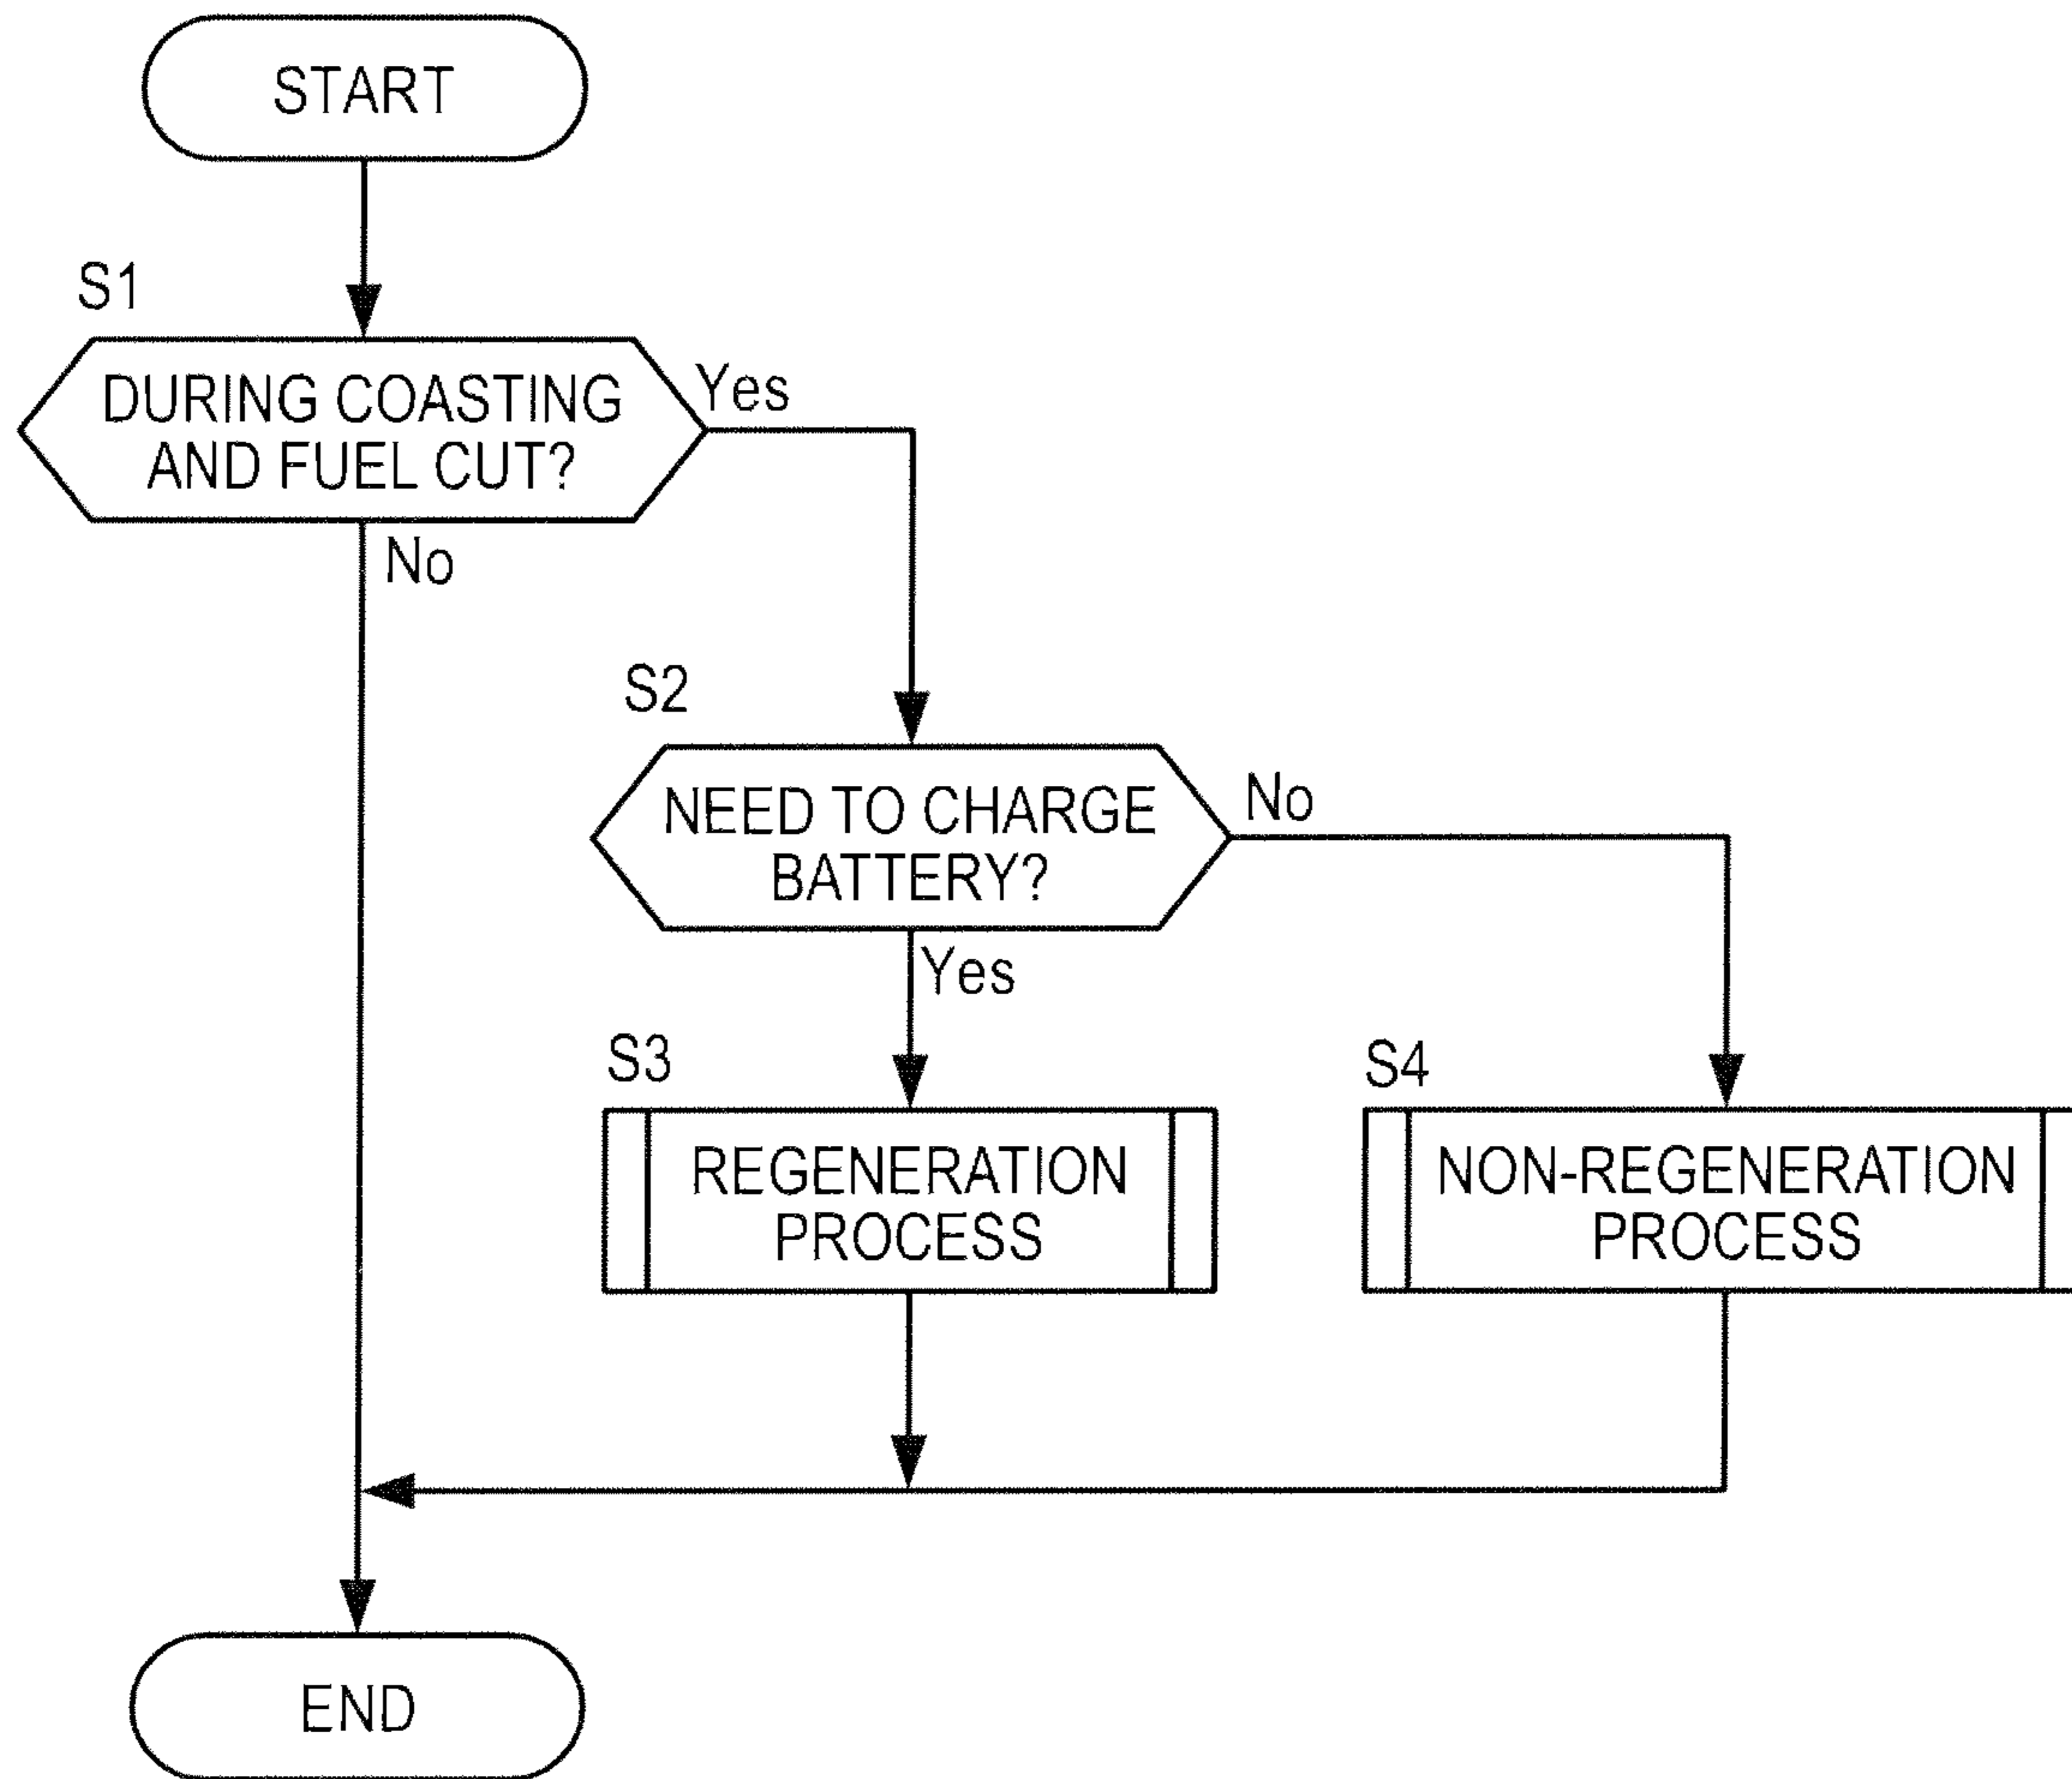 START
S1
DURING COASTING
AND FUEL CUT?
Yes
No
S2
NEED TO CHARGE
BATTERY?
No
Yes
S3
REGENERATION
PROCESS
S4
NON-REGENERATION
PROCESS
END